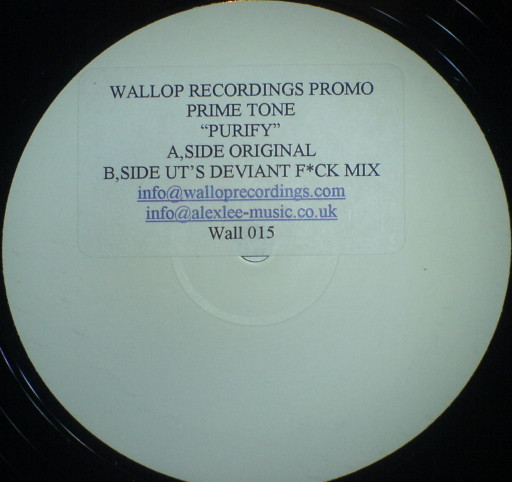 WALLOP RECORDINGS PROMO
PRIME TONE
“PURIFY”
A,SIDE ORIGINAL
B,SIDE UT’S DEVIANT F*CK MIX
info@walloprecordings.com
info@alexlee-music.co.uk
Wall 015